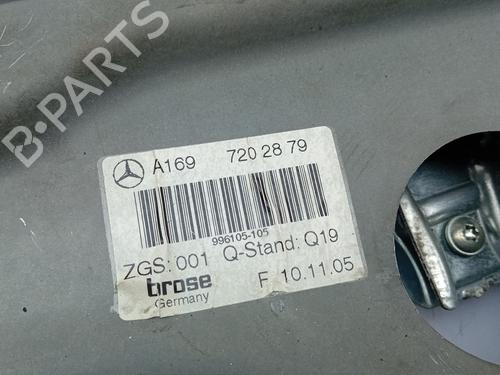 B-PARTS
A169 720 28 79
996105-105
ZGS: 001 Q-Stand: Q19
brose
Germany
F 10.11.05